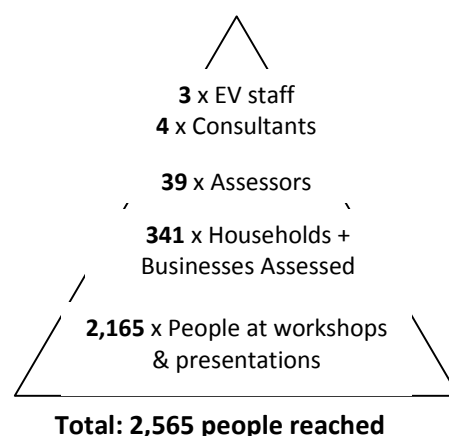 3 x EV staff
4 x Consultants
39 x Assessors
341 x Households +
Businesses Assessed
2,165 x People at workshops
& presentations
Total: 2,565 people reached